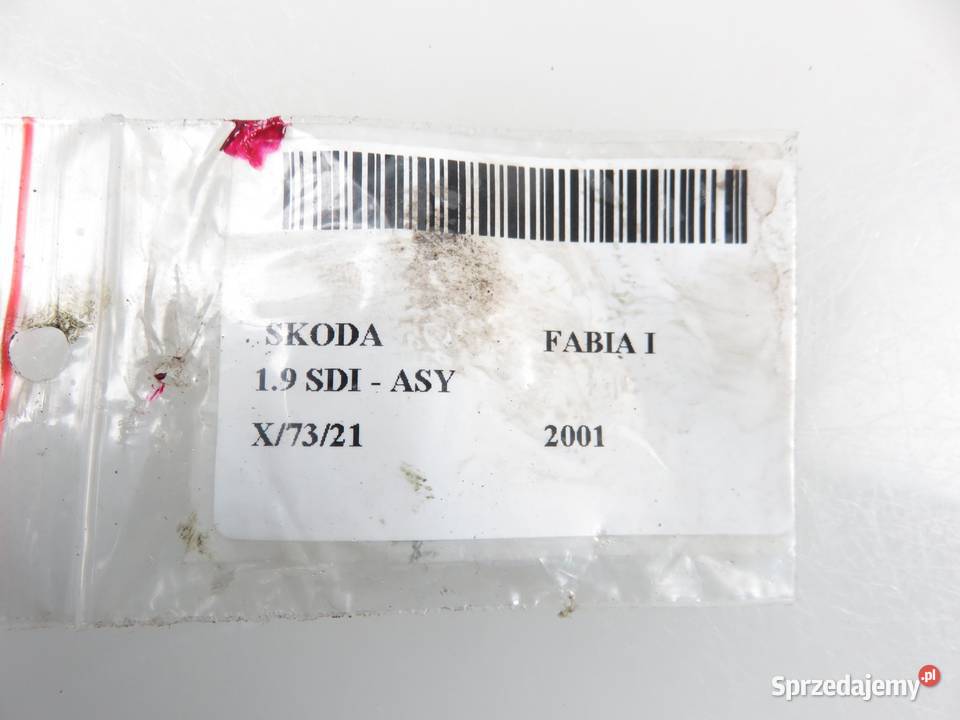 SKODA FABIA I
1.9 SDI - ASY
X/73/21 2001
Sprzedajemy.pl